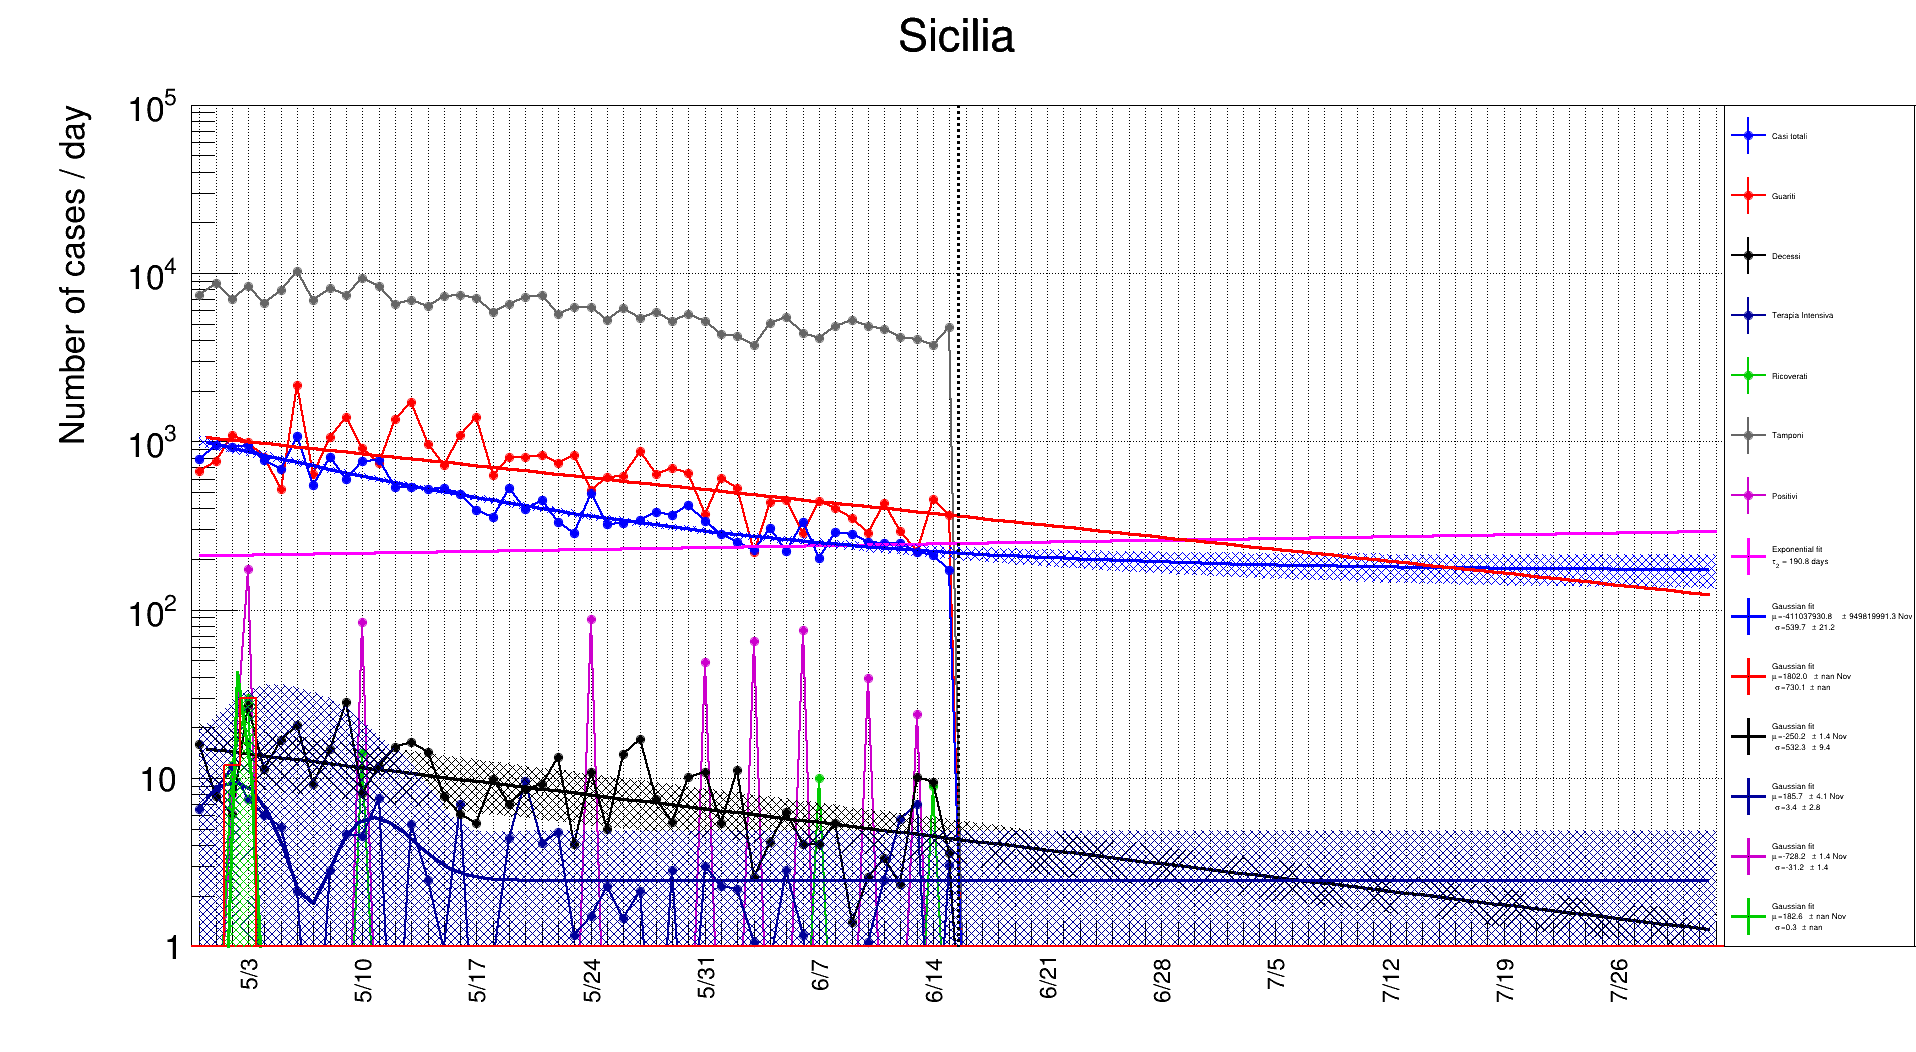 Sicilia
Number of cases / day
10^5
10^4
10^3
10^2
10
1
5/3
5/10
5/17
5/24
5/31
6/7
6/14
6/21
6/28
7/5
7/12
7/19
7/26
Casi totali
Guariti
Decessi
Terapia Intensiva
Ricoverati
Tamponi
Positivi
Exponential fit
τ_2 = 190.8 days
Gaussian fit
μ=-411037930.8 ± 949819991.3 Nov
σ=539.7 ± 21.2
Gaussian fit
μ=1802.0 ± nan Nov
σ=730.1 ± nan
Gaussian fit
μ=-250.2 ± 1.4 Nov
σ=532.3 ± 9.4
Gaussian fit
μ=185.7 ± 4.1 Nov
σ=3.4 ± 2.8
Gaussian fit
μ=-728.2 ± 1.4 Nov
σ=-31.2 ± 1.4
Gaussian fit
μ=182.6 ± nan Nov
σ=0.3 ± nan